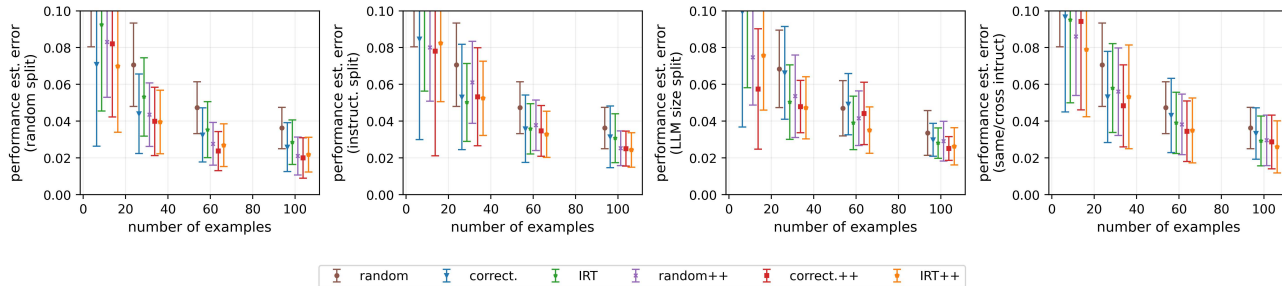 performance est. error
(random split)
0.10
0.08
0.06
0.04
0.02
0.00
0 20 40 60 80 100
number of examples
performance est. error
(instruct. split)
0.10
0.08
0.06
0.04
0.02
0.00
0 20 40 60 80 100
number of examples
performance est. error
(LLM size split)
0.10
0.08
0.06
0.04
0.02
0.00
0 20 40 60 80 100
number of examples
performance est. error
(same/cross intruct)
0.10
0.08
0.06
0.04
0.02
0.00
0 20 40 60 80 100
number of examples
random correct. IRT random++ correct.++ IRT++